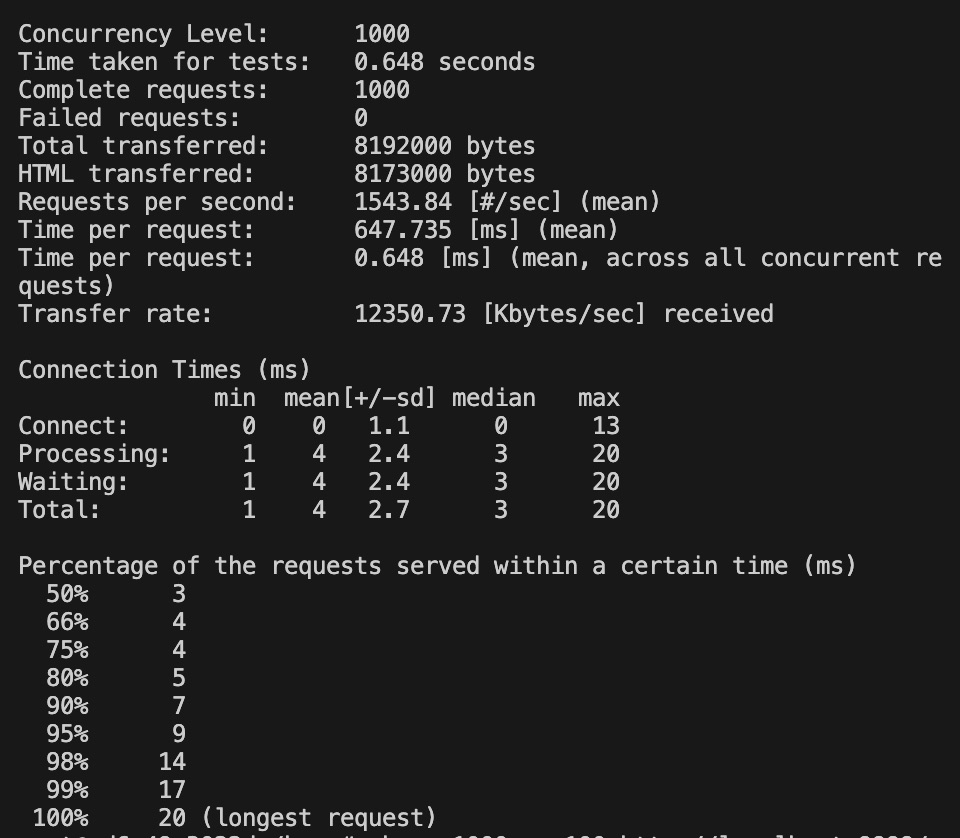 Concurrency Level:      1000
Time taken for tests:   0.648 seconds
Complete requests:      1000
Failed requests:        0
Total transferred:      8192000 bytes
HTML transferred:       8173000 bytes
Requests per second:    1543.84 [#/sec] (mean)
Time per request:       647.735 [ms] (mean)
Time per request:       0.648 [ms] (mean, across all concurrent re
quests)
Transfer rate:          12350.73 [Kbytes/sec] received
Connection Times (ms)
              min  mean[+/-sd] median   max
Connect:        0    0   1.1      0      13
Processing:     1    4   2.4      3      20
Waiting:        1    4   2.4      3      20
Total:          1    4   2.7      3      20
Percentage of the requests served within a certain time (ms)
  50%      3
  66%      4
  75%      4
  80%      5
  90%      7
  95%      9
  98%     14
  99%     17
 100%     20 (longest request)